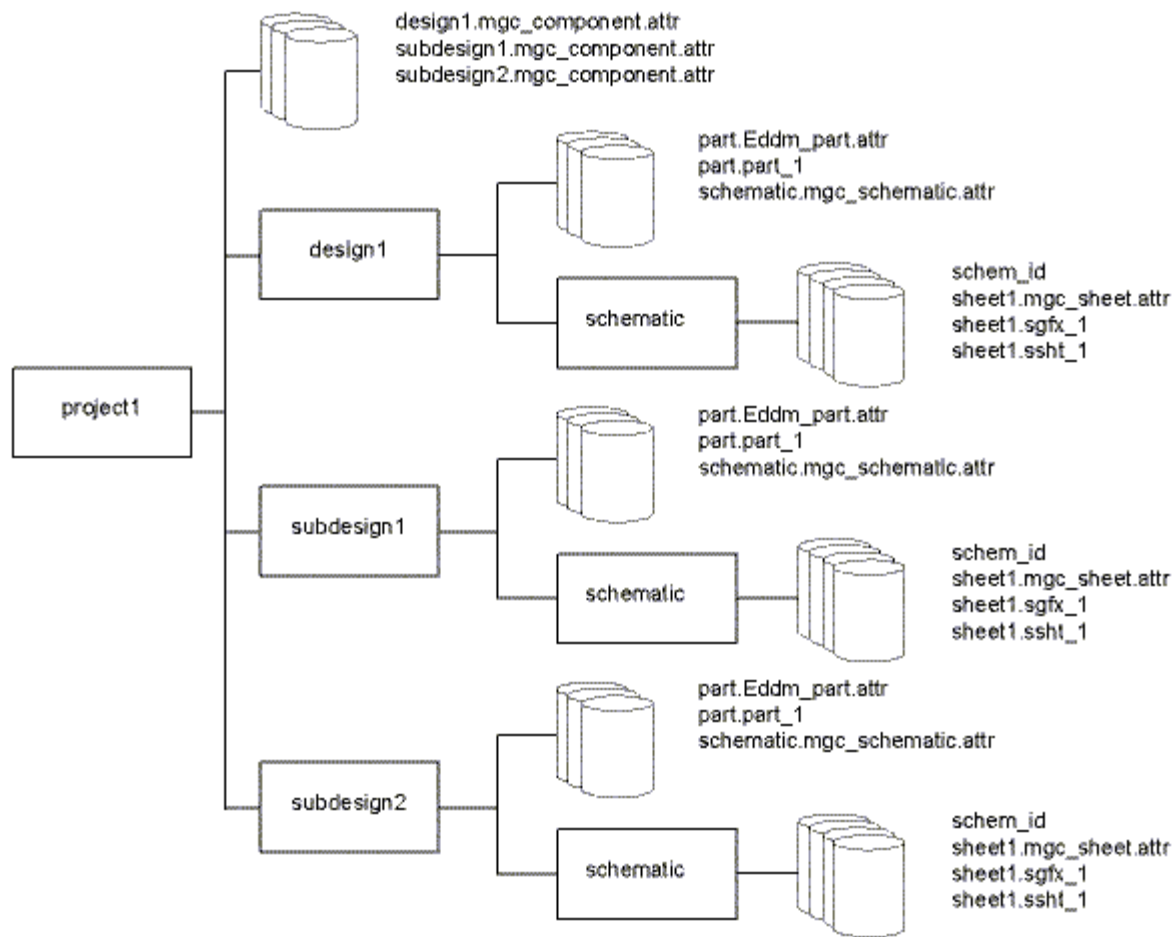 design1.mgc_component.attr
subdesign1.mgc_component.attr
subdesign2.mgc_component.attr
part.Eddm_part.attr
part.part_1
schematic.mgc_schematic.attr
design1
schem_id
sheet1.mgc_sheet.attr
sheet1.sgfx_1
sheet1.ssht_1
schematic
project1
part.Eddm_part.attr
part.part_1
schematic.mgc_schematic.attr
subdesign1
schem_id
sheet1.mgc_sheet.attr
sheet1.sgfx_1
sheet1.ssht_1
schematic
part.Eddm_part.attr
part.part_1
schematic.mgc_schematic.attr
subdesign2
schem_id
sheet1.mgc_sheet.attr
sheet1.sgfx_1
sheet1.ssht_1
schematic